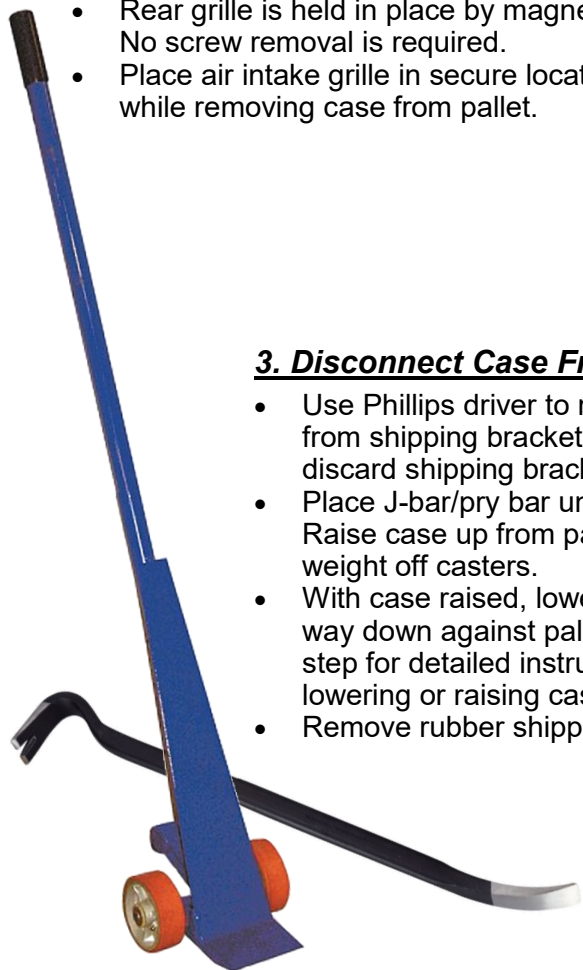 • Rear grille is held in place by magne
No screw removal is required.
• Place air intake grille in secure locat
while removing case from pallet.
3. Disconnect Case Fr
• Use Phillips driver to r
from shipping bracket
discard shipping brack
• Place J-bar/pry bar un
Raise case up from pa
weight off casters.
• With case raised, lowe
way down against pal
step for detailed instru
lowering or raising cas
• Remove rubber shipp